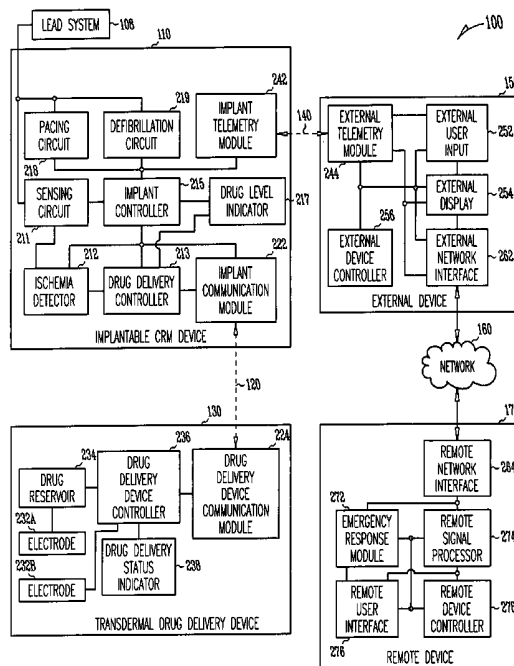 100
LEAD SYSTEM
108
110
PACING
CIRCUIT
218
DEFIBRILLATION
CIRCUIT
219
IMPLANT
TELEMETRY
MODULE
242
SENSING
CIRCUIT
211
IMPLANT
CONTROLLER
215
DRUG LEVEL
INDICATOR
217
ISCHEMIA
DETECTOR
212
DRUG DELIVERY
CONTROLLER
213
IMPLANT
COMMUNICATION
MODULE
222
IMPLANTABLE CRM DEVICE
140
EXTERNAL
TELEMETRY
MODULE
244
EXTERNAL
USER
INPUT
252
EXTERNAL
DISPLAY
254
256
EXTERNAL
DEVICE
CONTROLLER
EXTERNAL
NETWORK
INTERFACE
262
EXTERNAL DEVICE
160
NETWORK
120
130
234
DRUG
RESERVOIR
232A
ELECTRODE
232B
ELECTRODE
236
DRUG
DELIVERY
DEVICE
CONTROLLER
DRUG DELIVERY
STATUS
INDICATOR
238
224
DRUG
DELIVERY
DEVICE
COMMUNICATION
MODULE
TRANSDERMAL DRUG DELIVERY DEVICE
REMOTE
NETWORK
INTERFACE
264
272
EMERGENCY
RESPONSE
MODULE
REMOTE
SIGNAL
PROCESSOR
274
REMOTE
USER
INTERFACE
276
REMOTE
DEVICE
CONTROLLER
REMOTE DEVICE